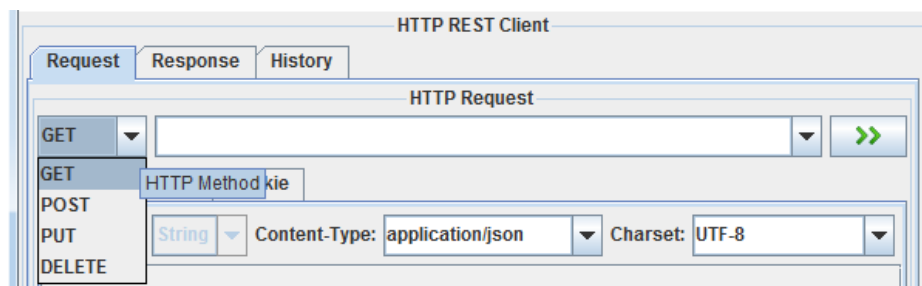 HTTP REST Client
Request Response History
HTTP Request
GET >>
GET
HTTP Method kie
POST
PUT String Content-Type: application/json Charset: UTF-8
DELETE